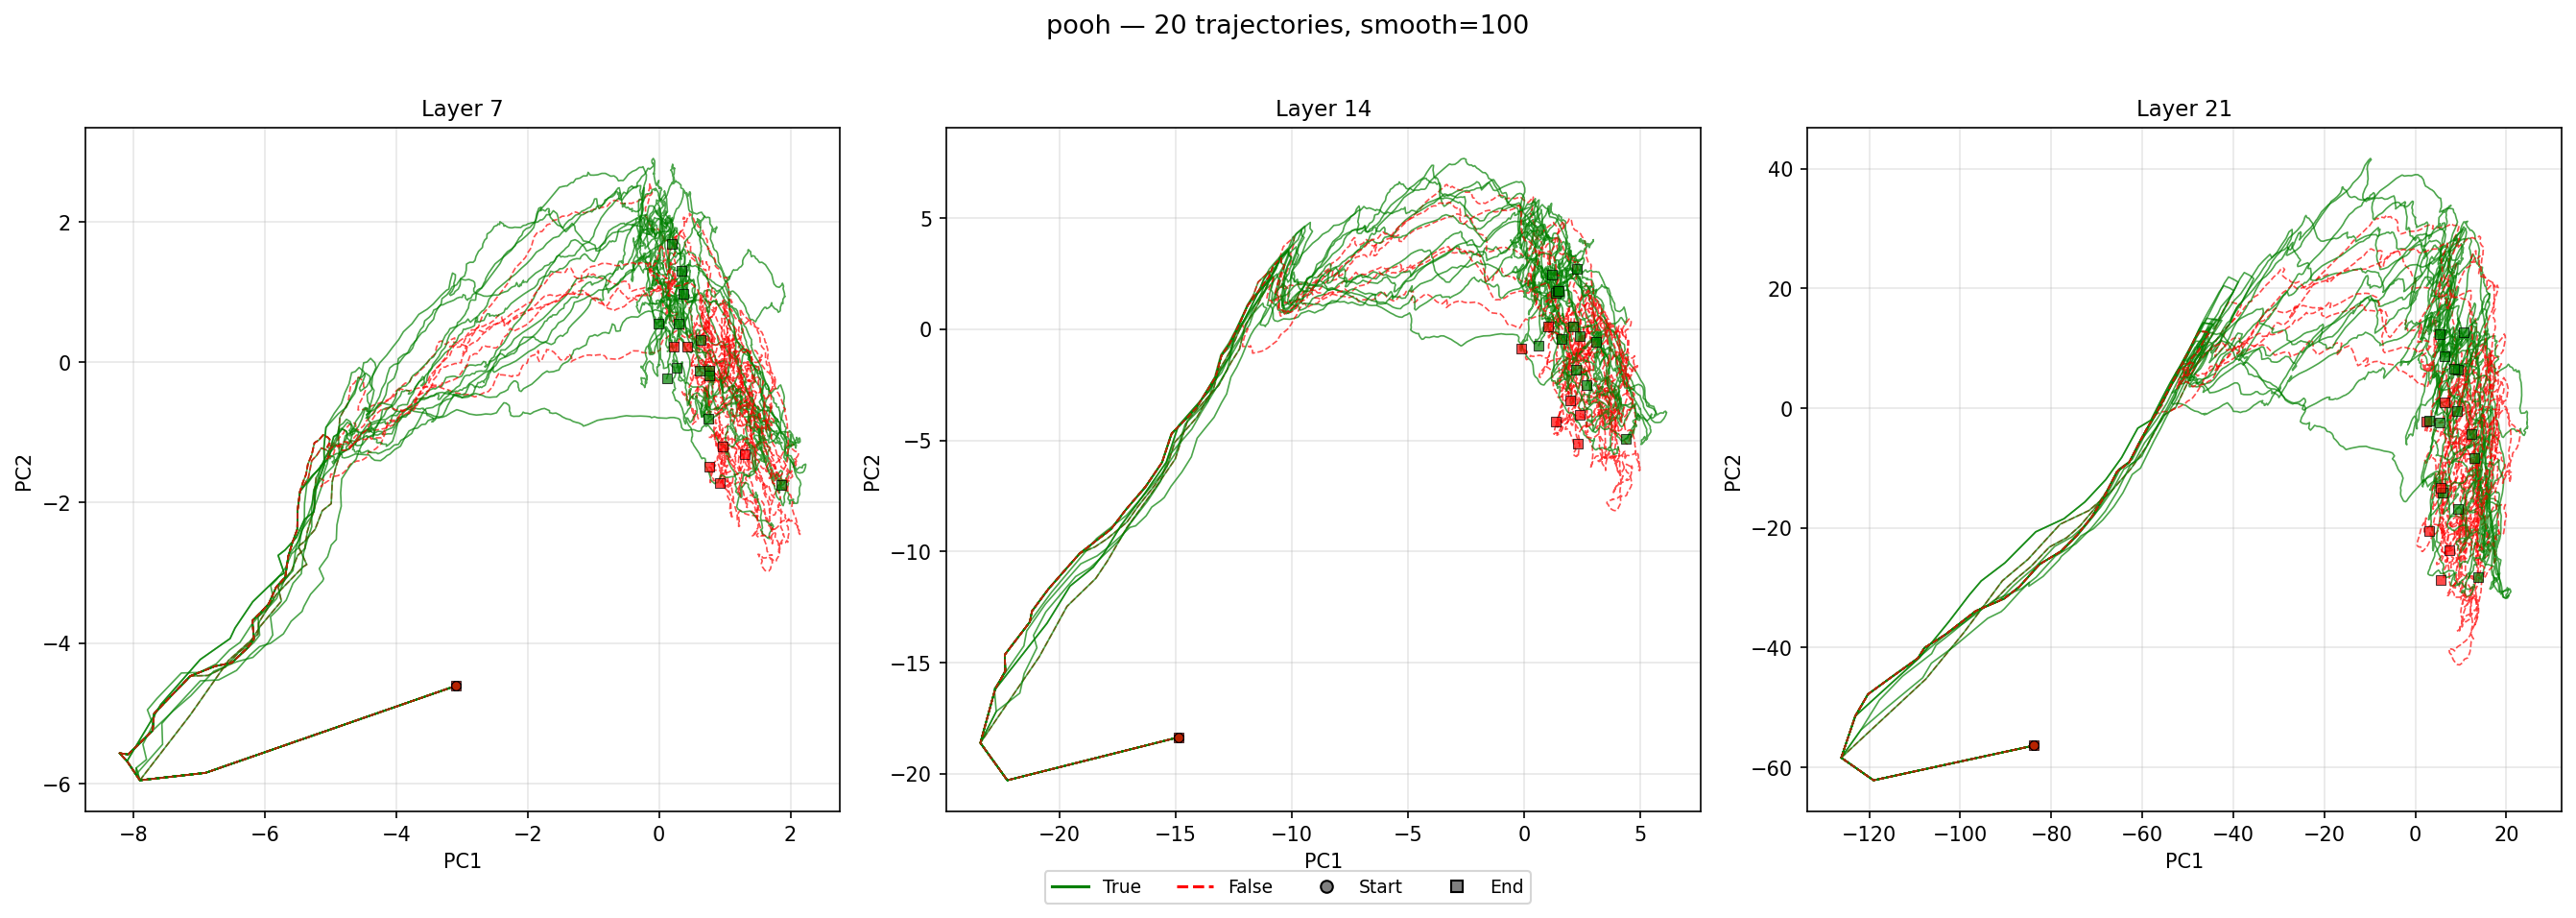 pooh — 20 trajectories, smooth=100
Layer 7
2
0
−2
−4
−6
PC2
−8
−6
−4
−2
0
2
PC1
Layer 14
5
0
−5
−10
−15
−20
PC2
−20
−15
−10
−5
0
5
PC1
Layer 21
40
20
0
−20
−40
−60
PC2
−120
−100
−80
−60
−40
−20
0
20
PC1
True
False
Start
End